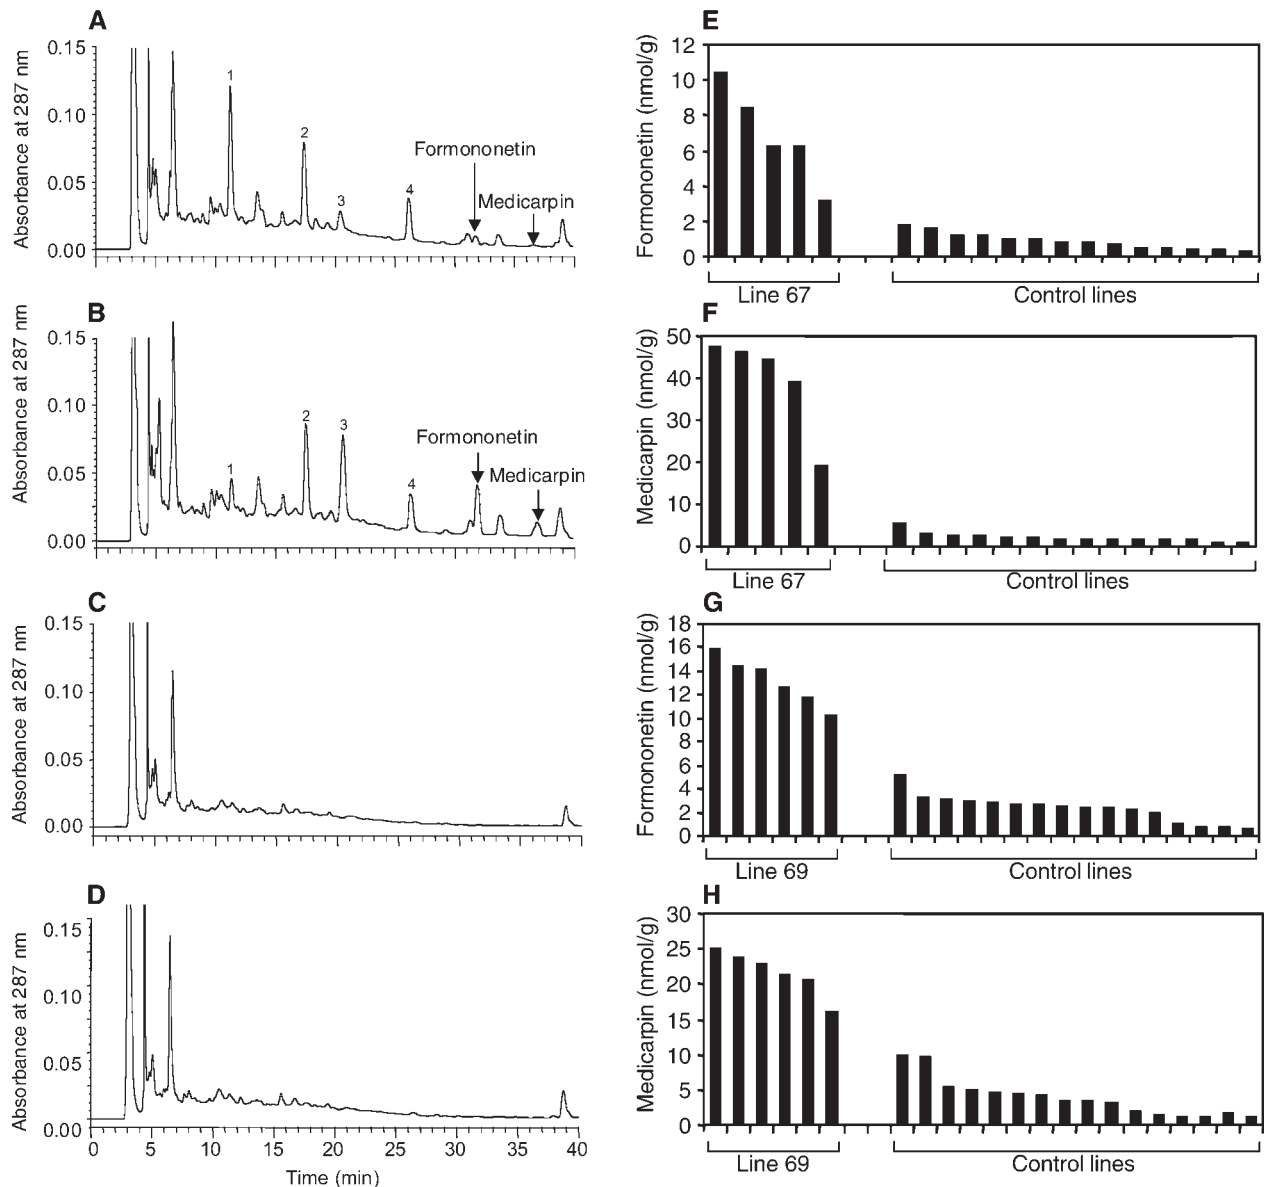 A
Absorbance at 287 nm
0.15
0.10
0.05
0.00
1
2
3
4
Formononetin
Medicarpin
B
Absorbance at 287 nm
0.15
0.10
0.05
0.00
1
2
3
4
Formononetin
Medicarpin
C
Absorbance at 287 nm
0.15
0.10
0.05
0.00
D
Absorbance at 287 nm
0.15
0.10
0.05
0.00
0 5 10 15 20 25 30 35 40
Time (min)
E
Formononetin (nmol/g)
12
10
8
6
4
2
0
Line 67 Control lines
F
Medicarpin (nmol/g)
50
40
30
20
10
0
Line 67 Control lines
G
Formononetin (nmol/g)
18
16
14
12
10
8
6
4
2
0
Line 69 Control lines
H
Medicarpin (nmol/g)
30
25
20
15
10
5
0
Line 69 Control lines